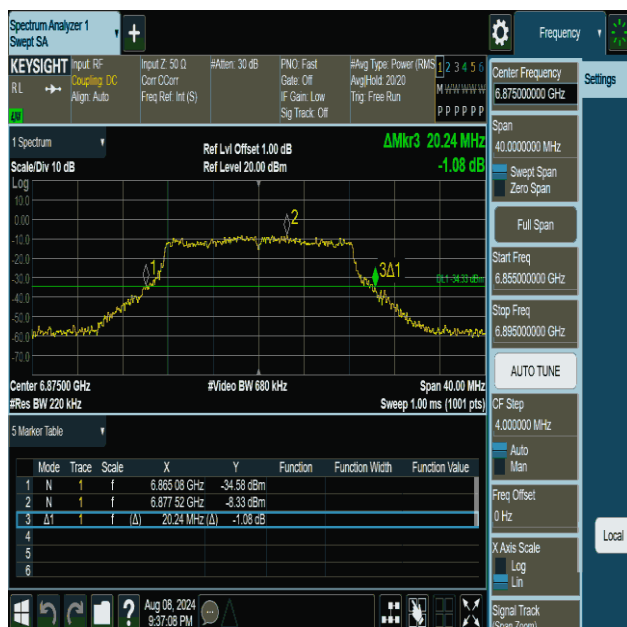 Spectrum Analyzer 1
Swept SA
+
Frequency
KEYSIGHT
RL
LXI
Input: RF
Coupling: DC
Align: Auto
Input Z: 50 Ω
Corr CCorr
Freq Ref: Int (S)
#Atten: 30 dB
PNO: Fast
Gate: Off
IF Gain: Low
Sig Track: Off
#Avg Type: Power (RMS
Avg|Hold: 20/20
Trig: Free Run
1 2 3 4 5 6
M W W W W W
P P P P P P
Center Frequency
6.875000000 GHz
Settings
Span
40.0000000 MHz
Swept Span
Zero Span
Full Span
Start Freq
6.855000000 GHz
Stop Freq
6.895000000 GHz
AUTO TUNE
CF Step
4.000000 MHz
Auto
Man
Freq Offset
0 Hz
X Axis Scale
Log
Lin
Local
Signal Track
(Span Zoom)
1 Spectrum
Scale/Div 10 dB
Ref Lvl Offset 1.00 dB
Ref Level 20.00 dBm
ΔMkr3 20.24 MHz
-1.08 dB
Log
10.0
0.00
-10.0
-20.0
-30.0
-40.0
-50.0
-60.0
-70.0
1
2
3Δ1
DL1 -34.33 dBm
Center 6.87500 GHz
#Video BW 680 kHz
Span 40.00 MHz
#Res BW 220 kHz
Sweep 1.00 ms (1001 pts)
5 Marker Table
Mode Trace Scale X Y Function Function Width Function Value
1 N 1 f 6.865 08 GHz -34.58 dBm
2 N 1 f 6.877 52 GHz -8.33 dBm
3 Δ1 1 f (Δ) 20.24 MHz (Δ) -1.08 dB
4
5
6
?
Aug 08, 2024
9:37:08 PM